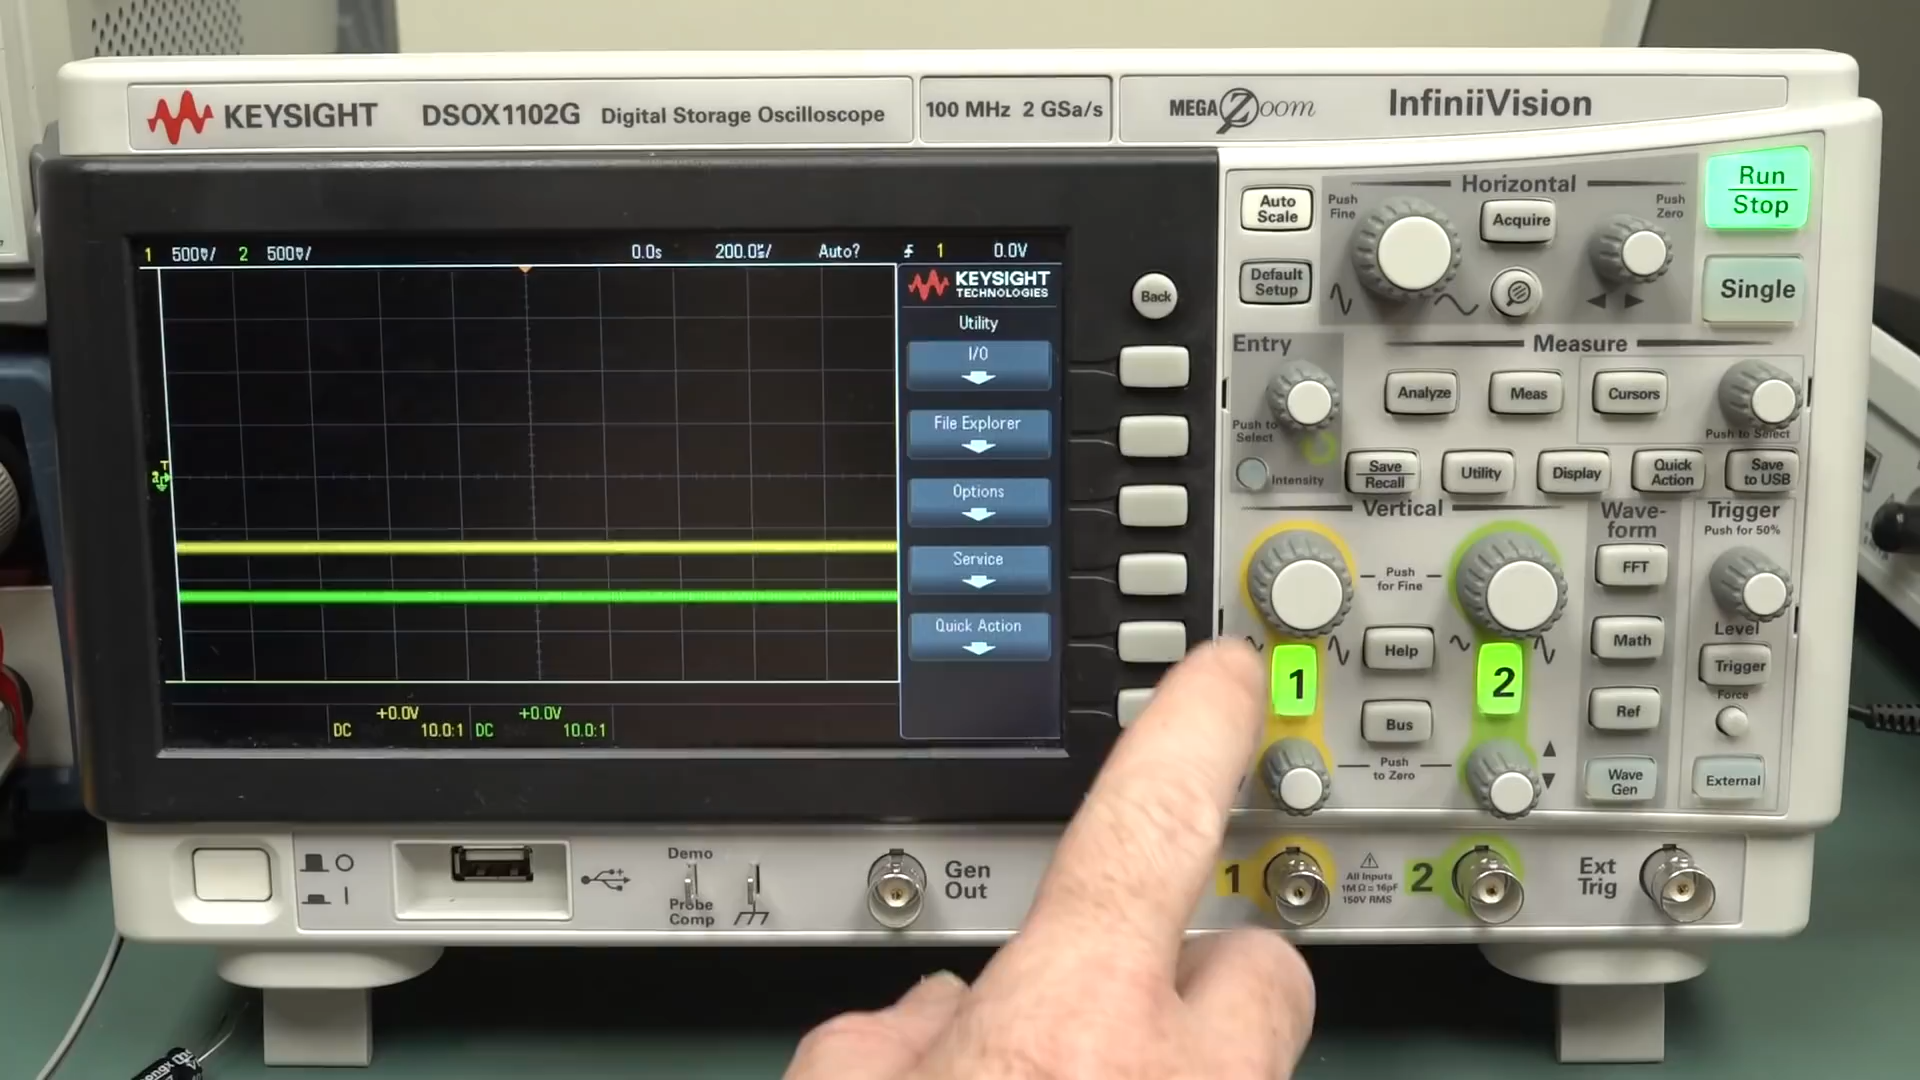 KEYSIGHT DSOX1102G Digital Storage Oscilloscope
100 MHz 2 GSa/s
MEGA Zoom
InfiniiVision
1 500▽/ 2 500▽/ 0.0s 200.0 / Auto? 1 0.0V
KEYSIGHT
TECHNOLOGIES
Utility
I/O
File Explorer
Options
Service
Quick Action
T
+0.0V +0.0V
DC 10.0:1 DC 10.0:1
Back
Auto
Scale
Default
Setup
Horizontal
Push
Fine
Acquire
Push
Zero
Run
Stop
Single
Entry
Push to
Select
Intensity
Measure
Analyze
Meas
Cursors
Push to Select
Save
Recall
Utility
Display
Quick
Action
Save
to USB
Vertical
Push
for Fine
1
Help
2
Bus
Push
to Zero
Wave-
form
FFT
Math
Ref
Wave
Gen
Trigger
Push for 50%
Level
Trigger
Force
External
Demo
Probe
Comp
Gen
Out
1
All Inputs
1MΩ = 16pF
150V RMS
2
Ext
Trig